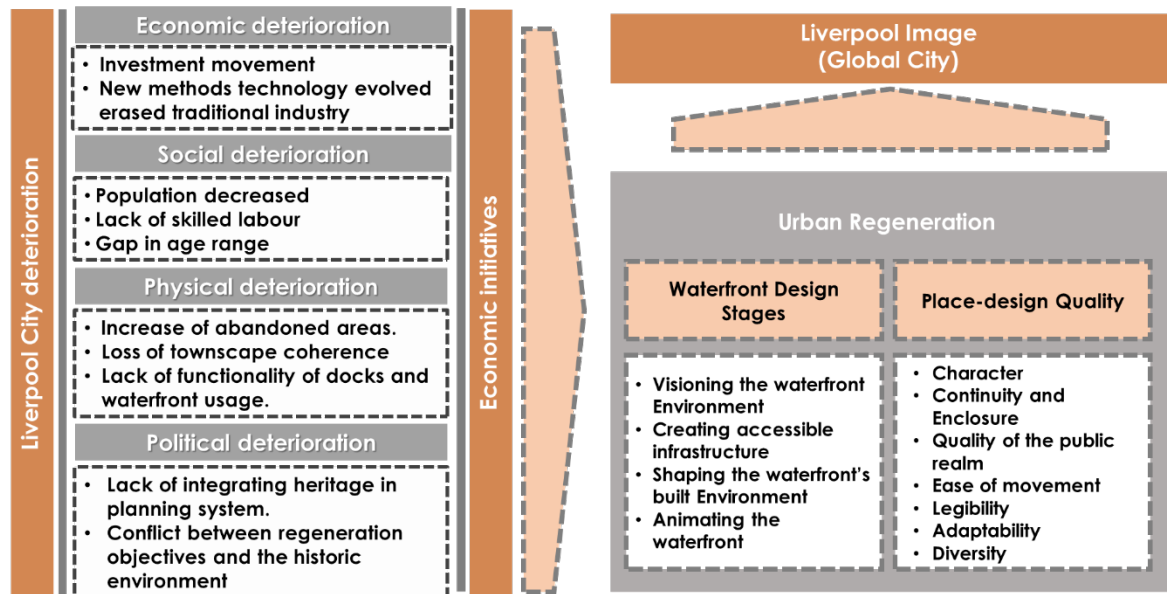 Liverpool City deterioration
Economic deterioration
• Investment movement
• New methods technology evolved
erased traditional industry
Social deterioration
• Population decreased
• Lack of skilled labour
• Gap in age range
Physical deterioration
• Increase of abandoned areas.
• Loss of townscape coherence
• Lack of functionality of docks and
waterfront usage.
Political deterioration
• Lack of integrating heritage in
planning system.
• Conflict between regeneration
objectives and the historic
environment
Economic initiatives
Liverpool Image
(Global City)
Urban Regeneration
Waterfront Design
Stages
• Visioning the waterfront
Environment
• Creating accessible
infrastructure
• Shaping the waterfront's
built Environment
• Animating the
waterfront
Place-design Quality
• Character
• Continuity and
Enclosure
• Quality of the public
realm
• Ease of movement
• Legibility
• Adaptability
• Diversity